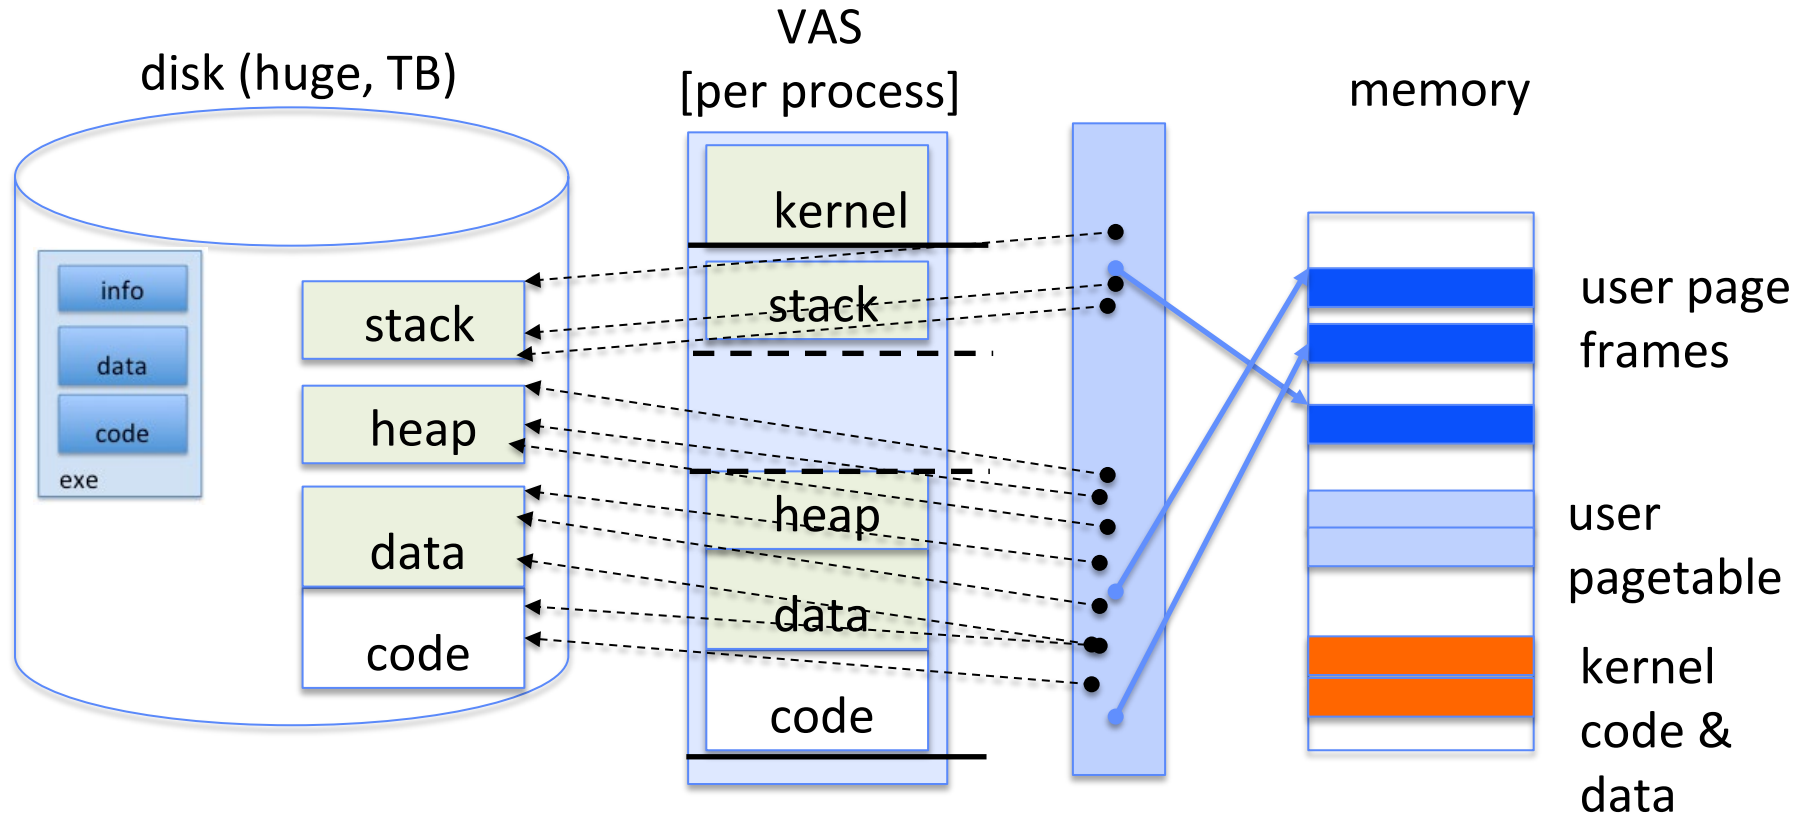 disk (huge, TB)
info
data
code
exe
stack
heap
data
code
VAS
[per process]
kernel
stack
heap
data
code
memory
user page
frames
user
pagetable
kernel
code &
data